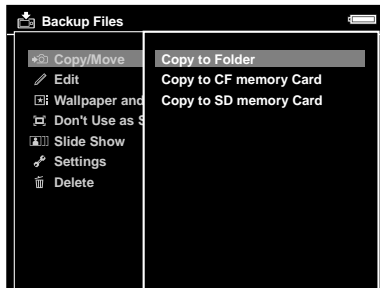 Backup Files
Copy/Move
Edit
Wallpaper and
Don't Use as S
Slide Show
Settings
Delete
Copy to Folder
Copy to CF memory Card
Copy to SD memory Card